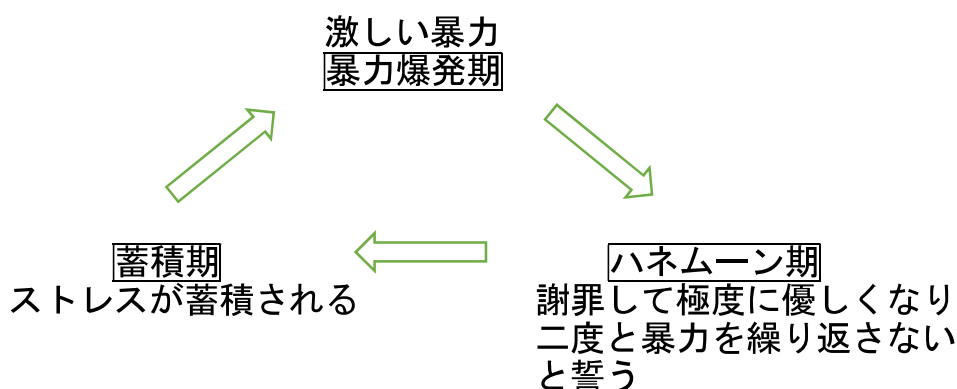 激しい暴力
暴力爆発期
蓄積期
ストレスが蓄積される
ハネムーン期
謝罪して極度に優しくなり
二度と暴力を繰り返さない
と誓う